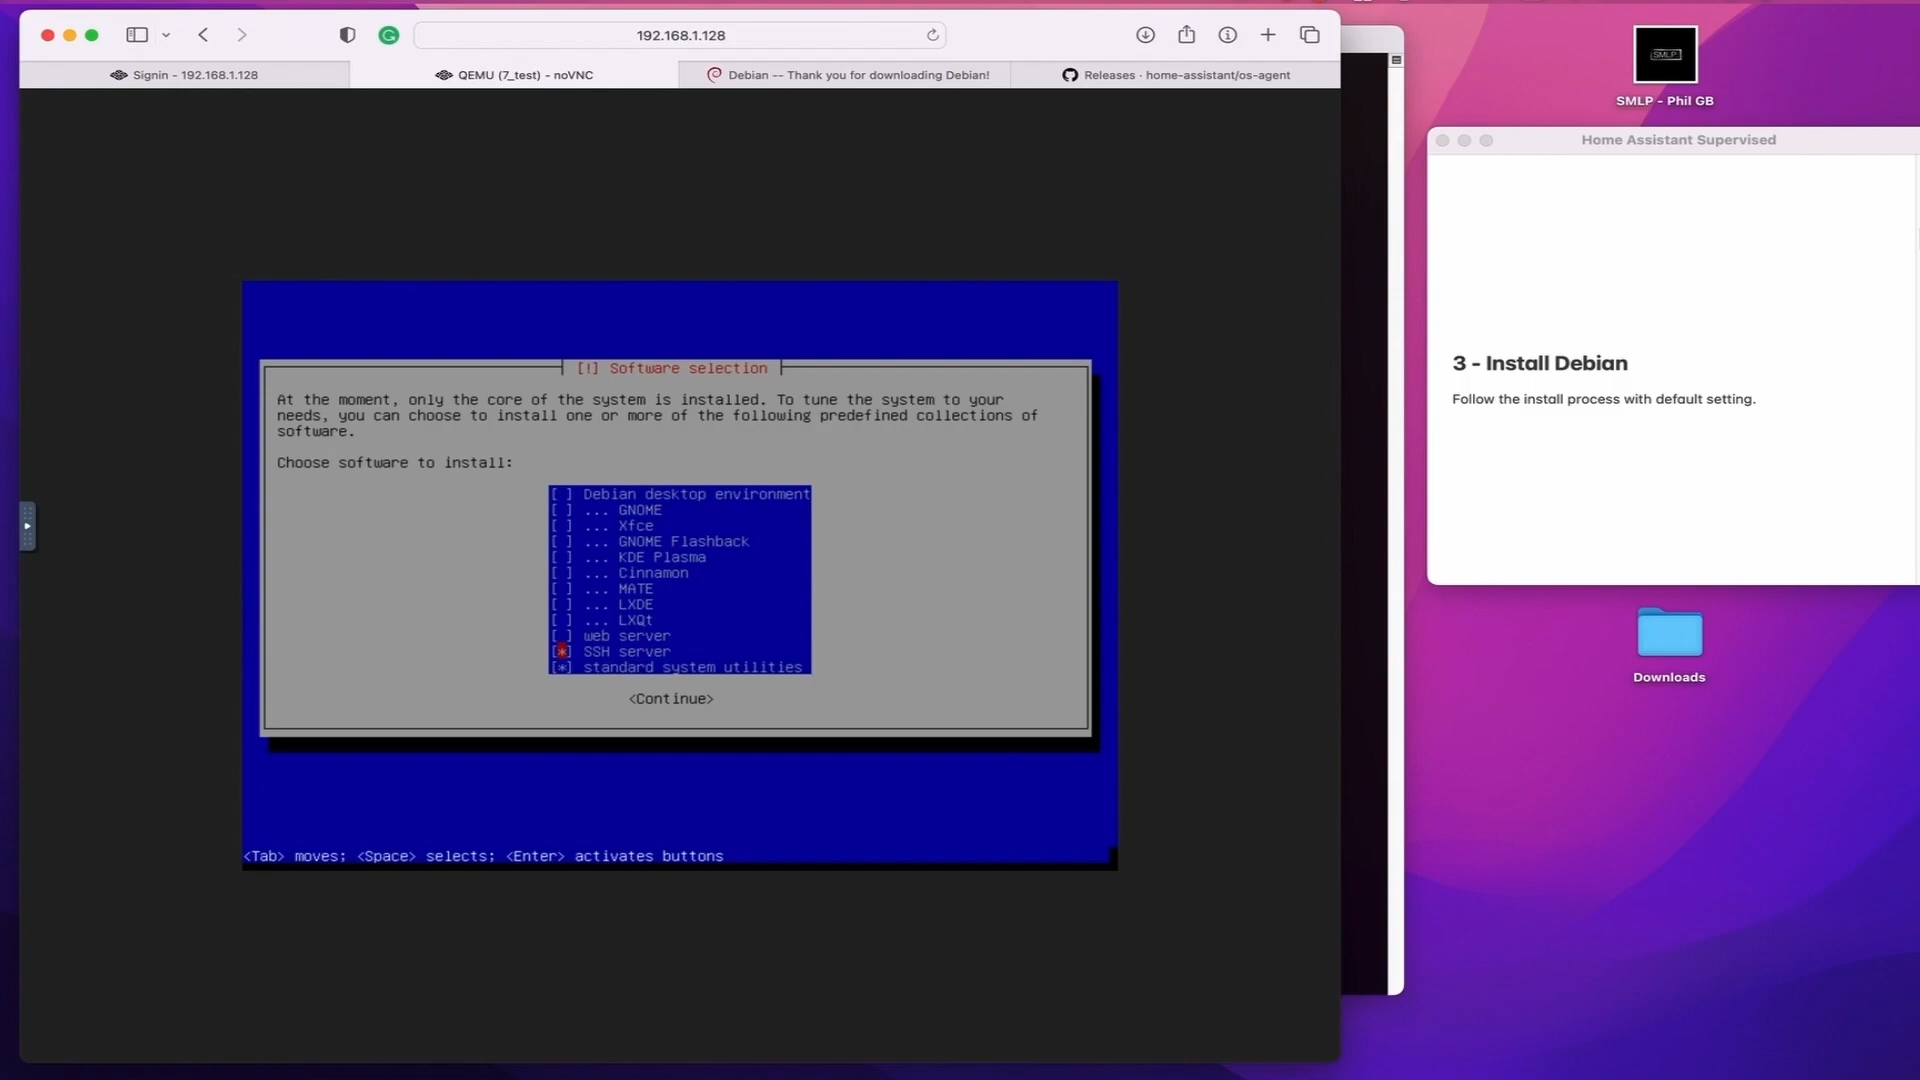 192.168.1.128
Signin - 192.168.1.128
QEMU (7_test) - noVNC
Debian -- Thank you for downloading Debian!
Releases · home-assistant/os-agent
[!] Software selection
At the moment, only the core of the system is installed. To tune the system to your
needs, you can choose to install one or more of the following predefined collections of
software.
Choose software to install:
[ ] Debian desktop environment
[ ] ... GNOME
[ ] ... Xfce
[ ] ... GNOME Flashback
[ ] ... KDE Plasma
[ ] ... Cinnamon
[ ] ... MATE
[ ] ... LXDE
[ ] ... LXQt
[ ] web server
[*] SSH server
[*] standard system utilities
<Continue>
<Tab> moves; <Space> selects; <Enter> activates buttons
SMLP
SMLP - Phil GB
Home Assistant Supervised
3 - Install Debian
Follow the install process with default setting.
Downloads